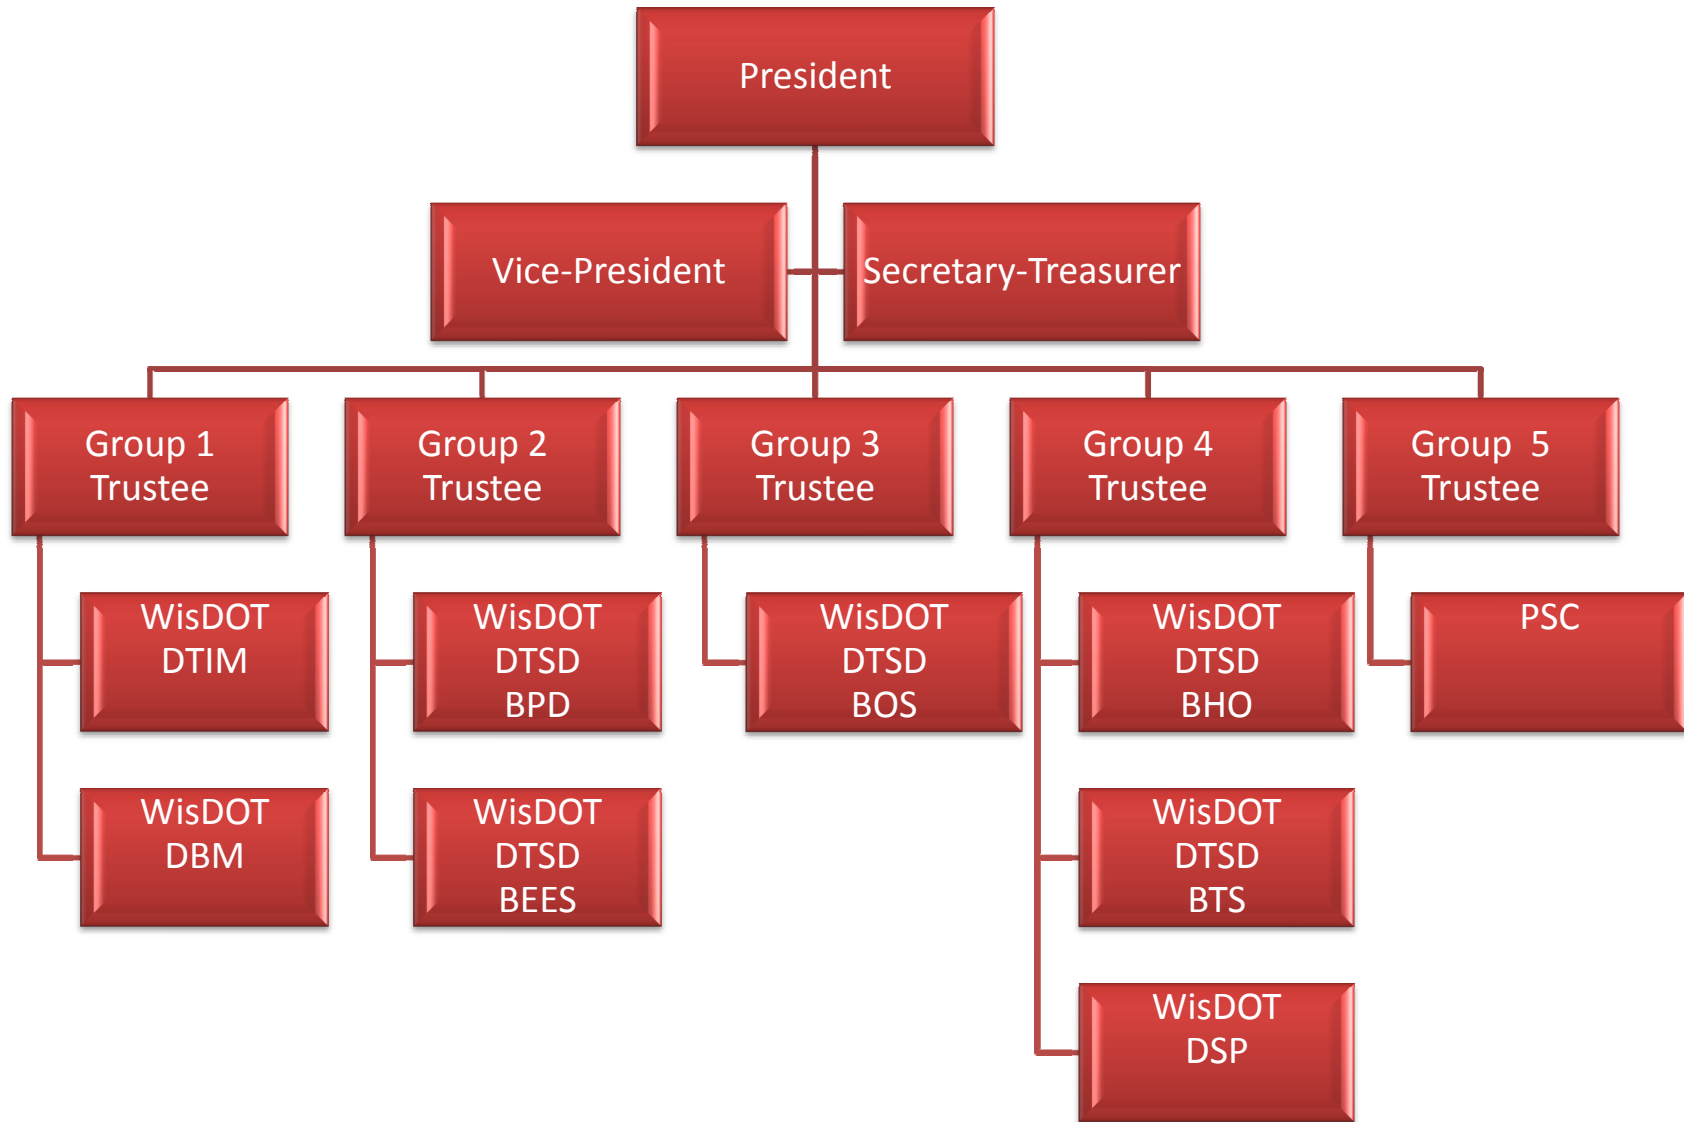 President
Vice-President
Secretary-Treasurer
Group 1
Trustee
Group 2
Trustee
Group 3
Trustee
Group 4
Trustee
Group  5
Trustee
WisDOT
DTIM
WisDOT
DBM
WisDOT
DTSD
BPD
WisDOT
DTSD
BEES
WisDOT
DTSD
BOS
WisDOT
DTSD
BHO
WisDOT
DTSD
BTS
WisDOT
DSP
PSC